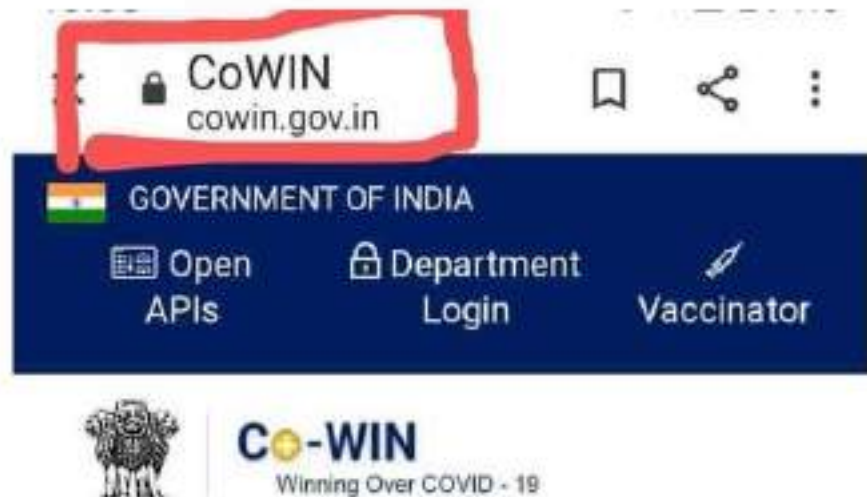 CoWIN
cowin.gov.in
GOVERNMENT OF INDIA
Open APIs
Department Login
Vaccinator
Co-WIN
Winning Over COVID - 19